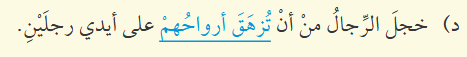 د) خجلَ الرِّجالُ منْ أنْ تُزهَقَ أرواحُهمْ على أيدي رجلَيْنِ.